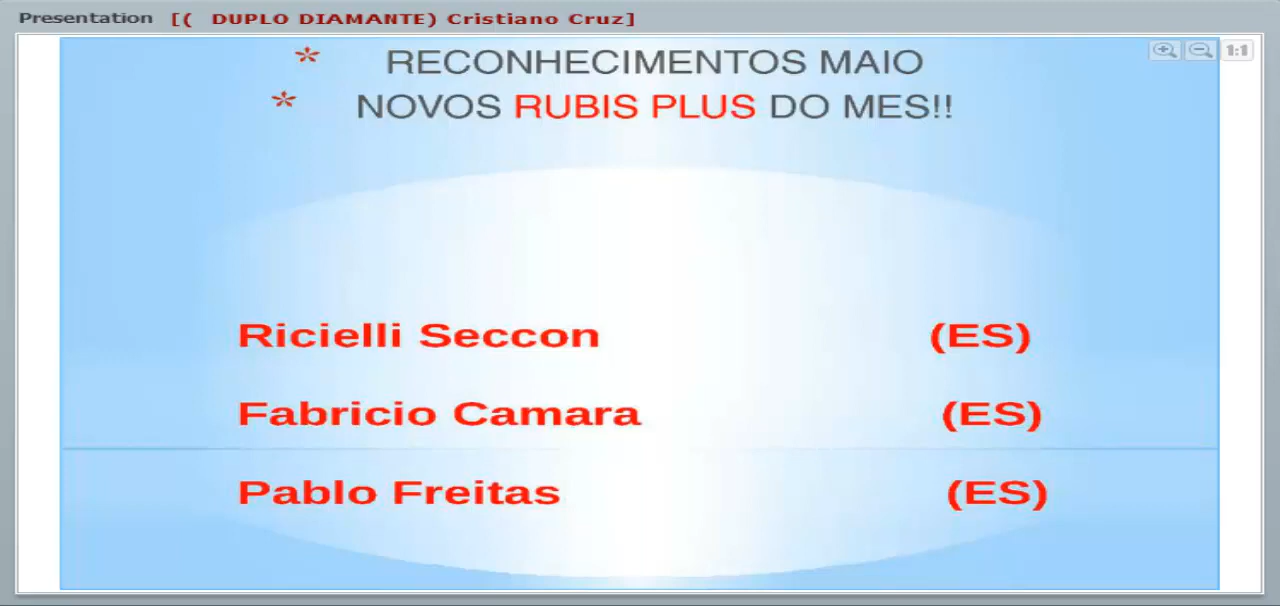 Presentation [( DUPLO DIAMANTE) Cristiano Cruz]
1:1
* RECONHECIMENTOS MAIO
* NOVOS RUBIS PLUS DO MES!!
Ricielli Seccon (ES)
Fabricio Camara (ES)
Pablo Freitas (ES)